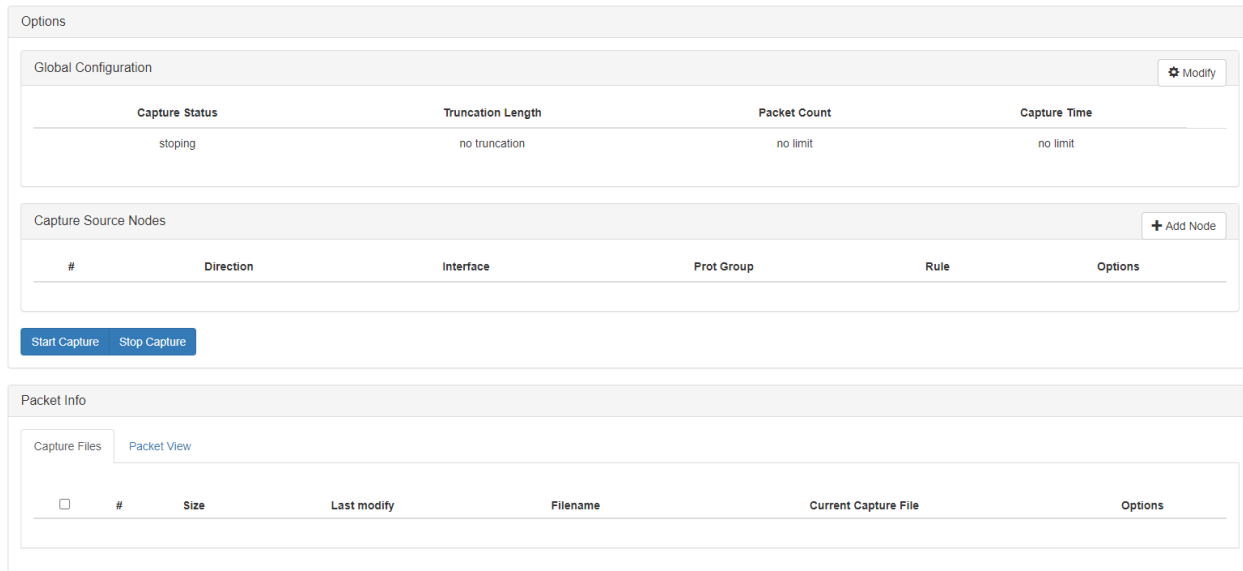 Options
Global Configuration
Modify
Capture Status Truncation Length Packet Count Capture Time
stoping no truncation no limit no limit
Capture Source Nodes
Add Node
# Direction Interface Prot Group Rule Options
Start Capture Stop Capture
Packet Info
Capture Files Packet View
# Size Last modify Filename Current Capture File Options